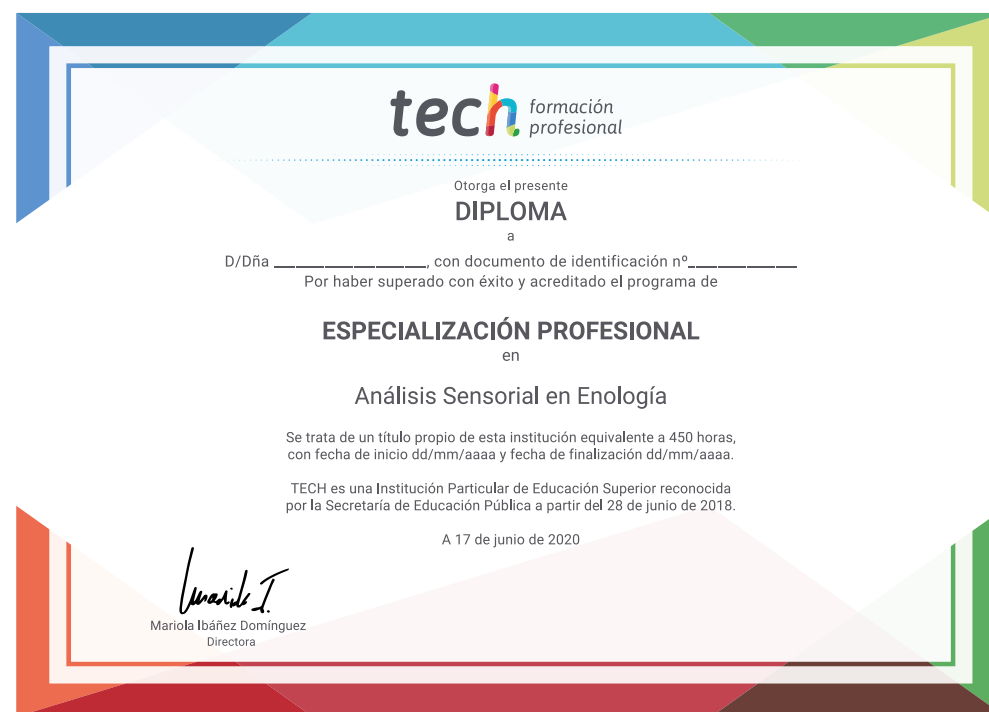 tech formación
profesional
Otorga el presente
DIPLOMA
a
D/Dña ______________, con documento de identificación nº__________
Por haber superado con éxito y acreditado el programa de
ESPECIALIZACIÓN PROFESIONAL
en
Análisis Sensorial en Enología
Se trata de un título propio de esta institución equivalente a 450 horas,
con fecha de inicio dd/mm/aaaa y fecha de finalización dd/mm/aaaa.
TECH es una Institución Particular de Educación Superior reconocida
por la Secretaría de Educación Pública a partir del 28 de junio de 2018.
A 17 de junio de 2020
Mariola Ibáñez Domínguez
Directora